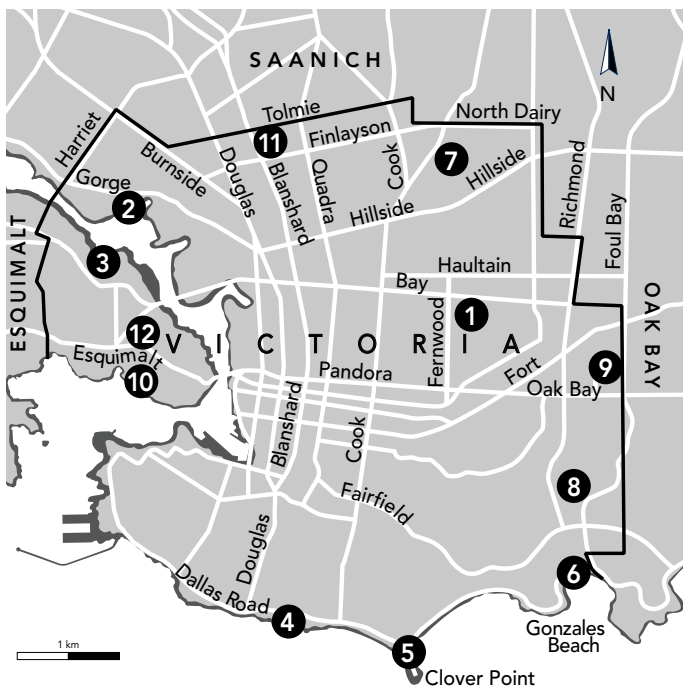 SAANICH
N
Tolmie
North Dairy
Harriet
Burnside
11
Finlayson
Douglas
Blanshard
Quadra
Cook
7
Hillside
Richmond
Foul Bay
Gorge
2
Hillside
ESQUIMALT
3
Haultain
Bay
OAK BAY
1
Fernwood
12
VICTORIA
Esquimalt
10
Pandora
Fort
9
Oak Bay
Blanshard
Cook
8
Fairfield
Douglas
6
Dallas Road
4
Gonzales
Beach
1 km
5
Clover Point